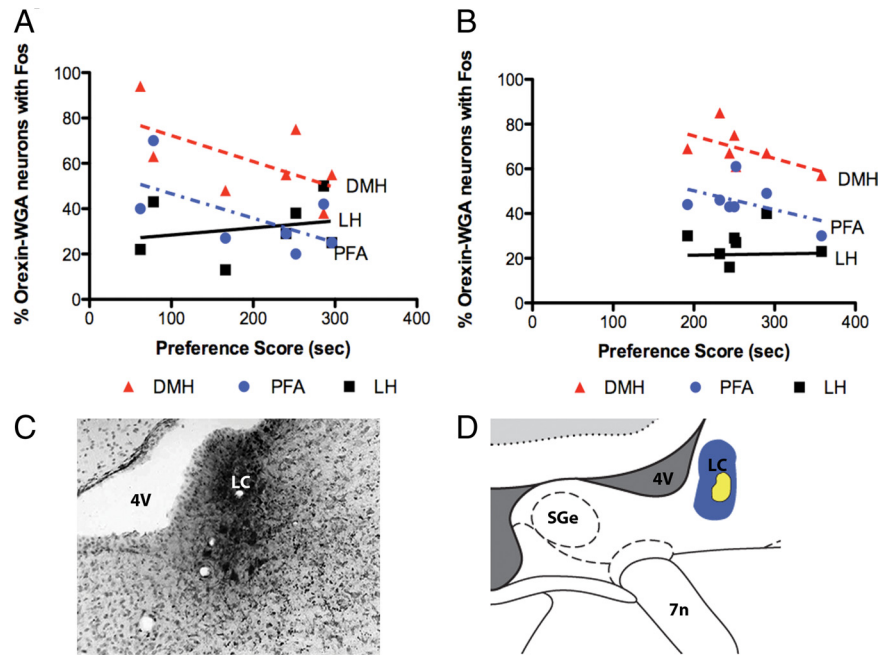 A
% Orexin-WGA neurons with Fos
100
80
60
40
20
0
0 100 200 300 400
DMH
LH
PFA
Preference Score (sec)
DMH PFA LH
B
% Orexin-WGA neurons with Fos
100
80
60
40
20
0
0 100 200 300 400
DMH
PFA
LH
Preference Score (sec)
DMH PFA LH
C
LC
4V
D
LC
4V
SGe
7n